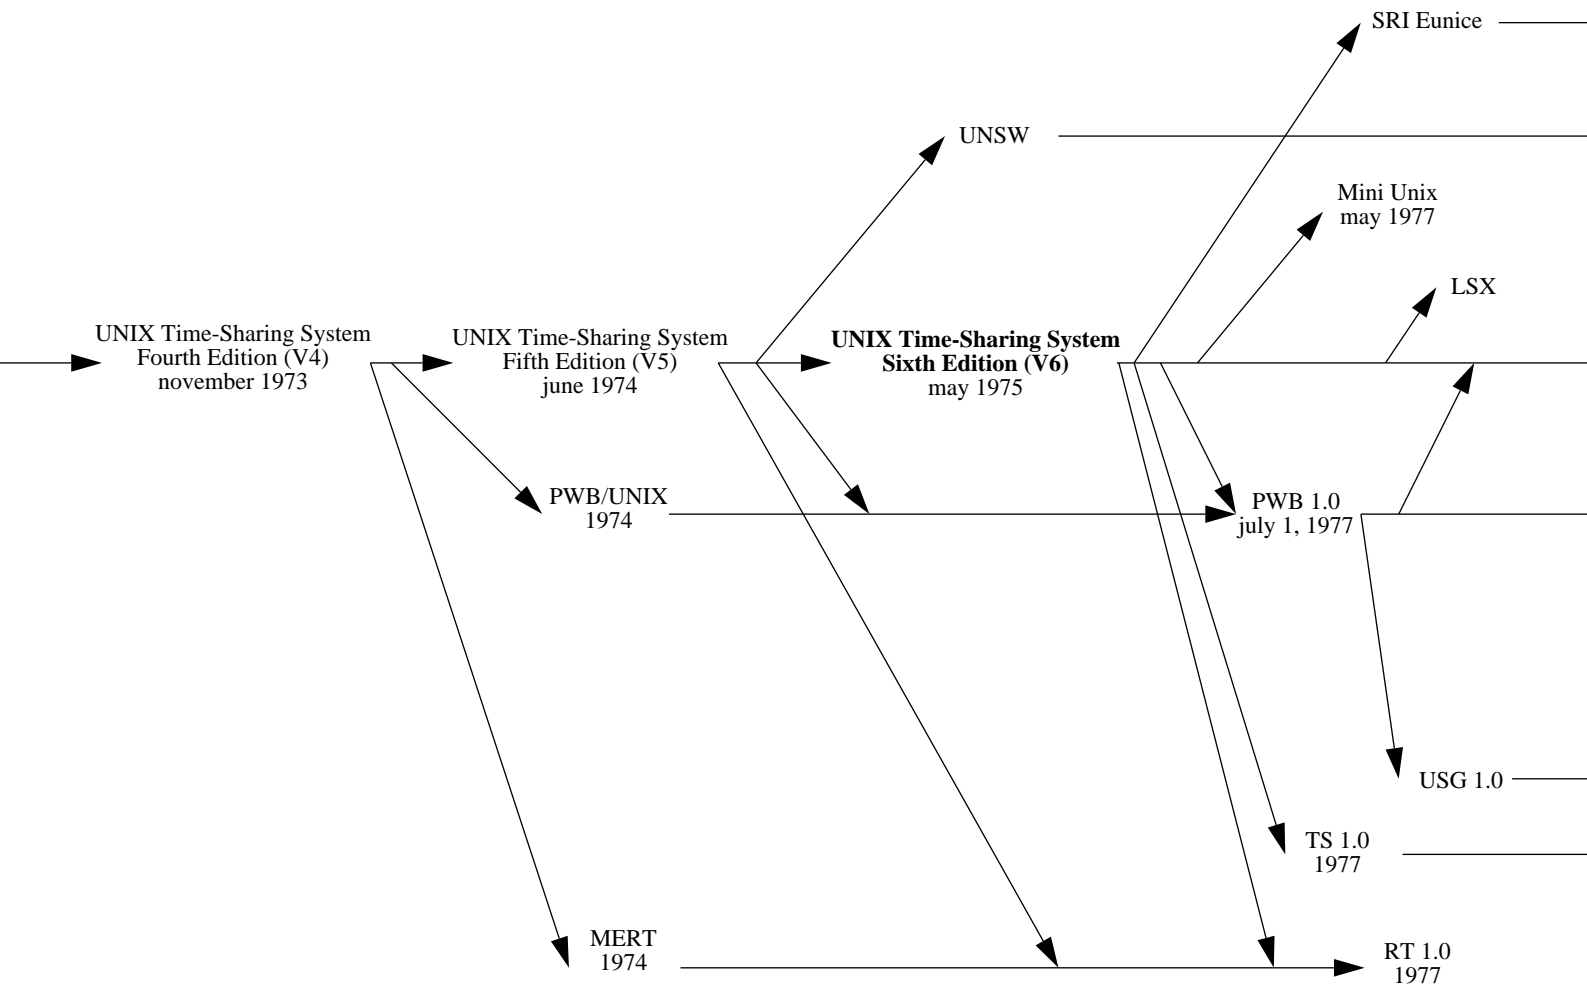 SRI Eunice
UNSW
Mini Unix
may 1977
LSX
UNIX Time-Sharing System
Fourth Edition (V4)
november 1973
UNIX Time-Sharing System
Fifth Edition (V5)
june 1974
UNIX Time-Sharing System
Sixth Edition (V6)
may 1975
PWB/UNIX
1974
PWB 1.0
july 1, 1977
USG 1.0
TS 1.0
1977
MERT
1974
RT 1.0
1977